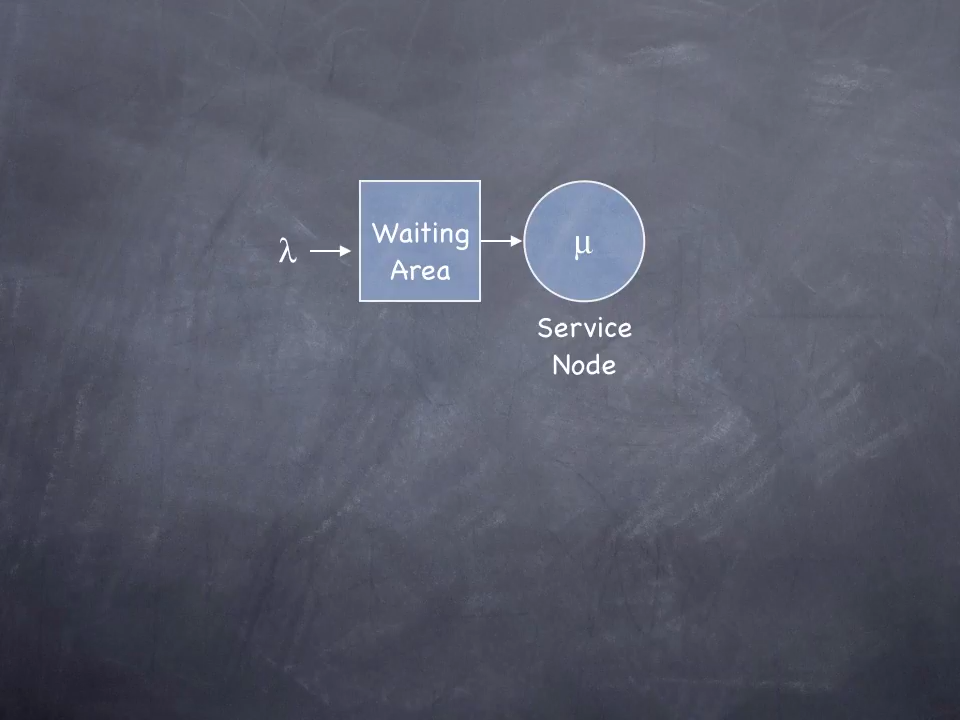 λ
Waiting
Area
μ
Service
Node